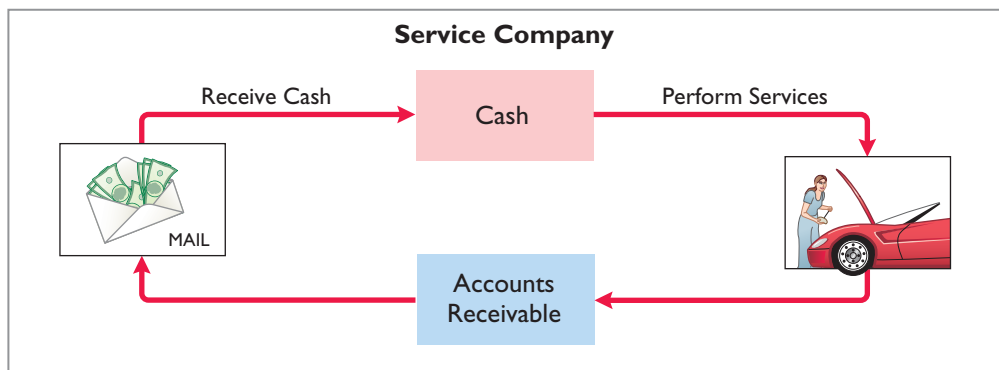 Service Company
Receive Cash
Cash
Perform Services
MAIL
Accounts
Receivable